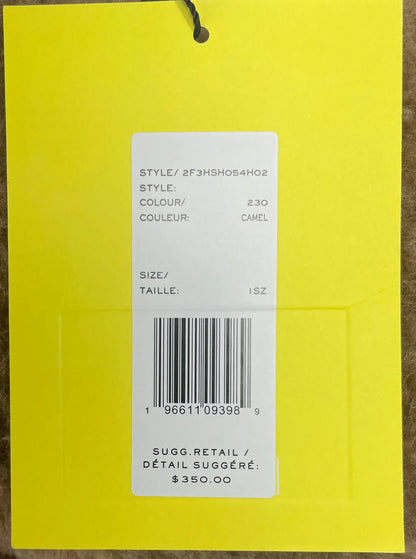 STYLE/ 2F3HSH054H02
STYLE:
COLOUR/ 230
COULEUR: CAMEL
SIZE/
TAILLE: 1SZ
1 96611 09398 9
SUGG.RETAIL /
DÉTAIL SUGGÉRÉ:
$350.00